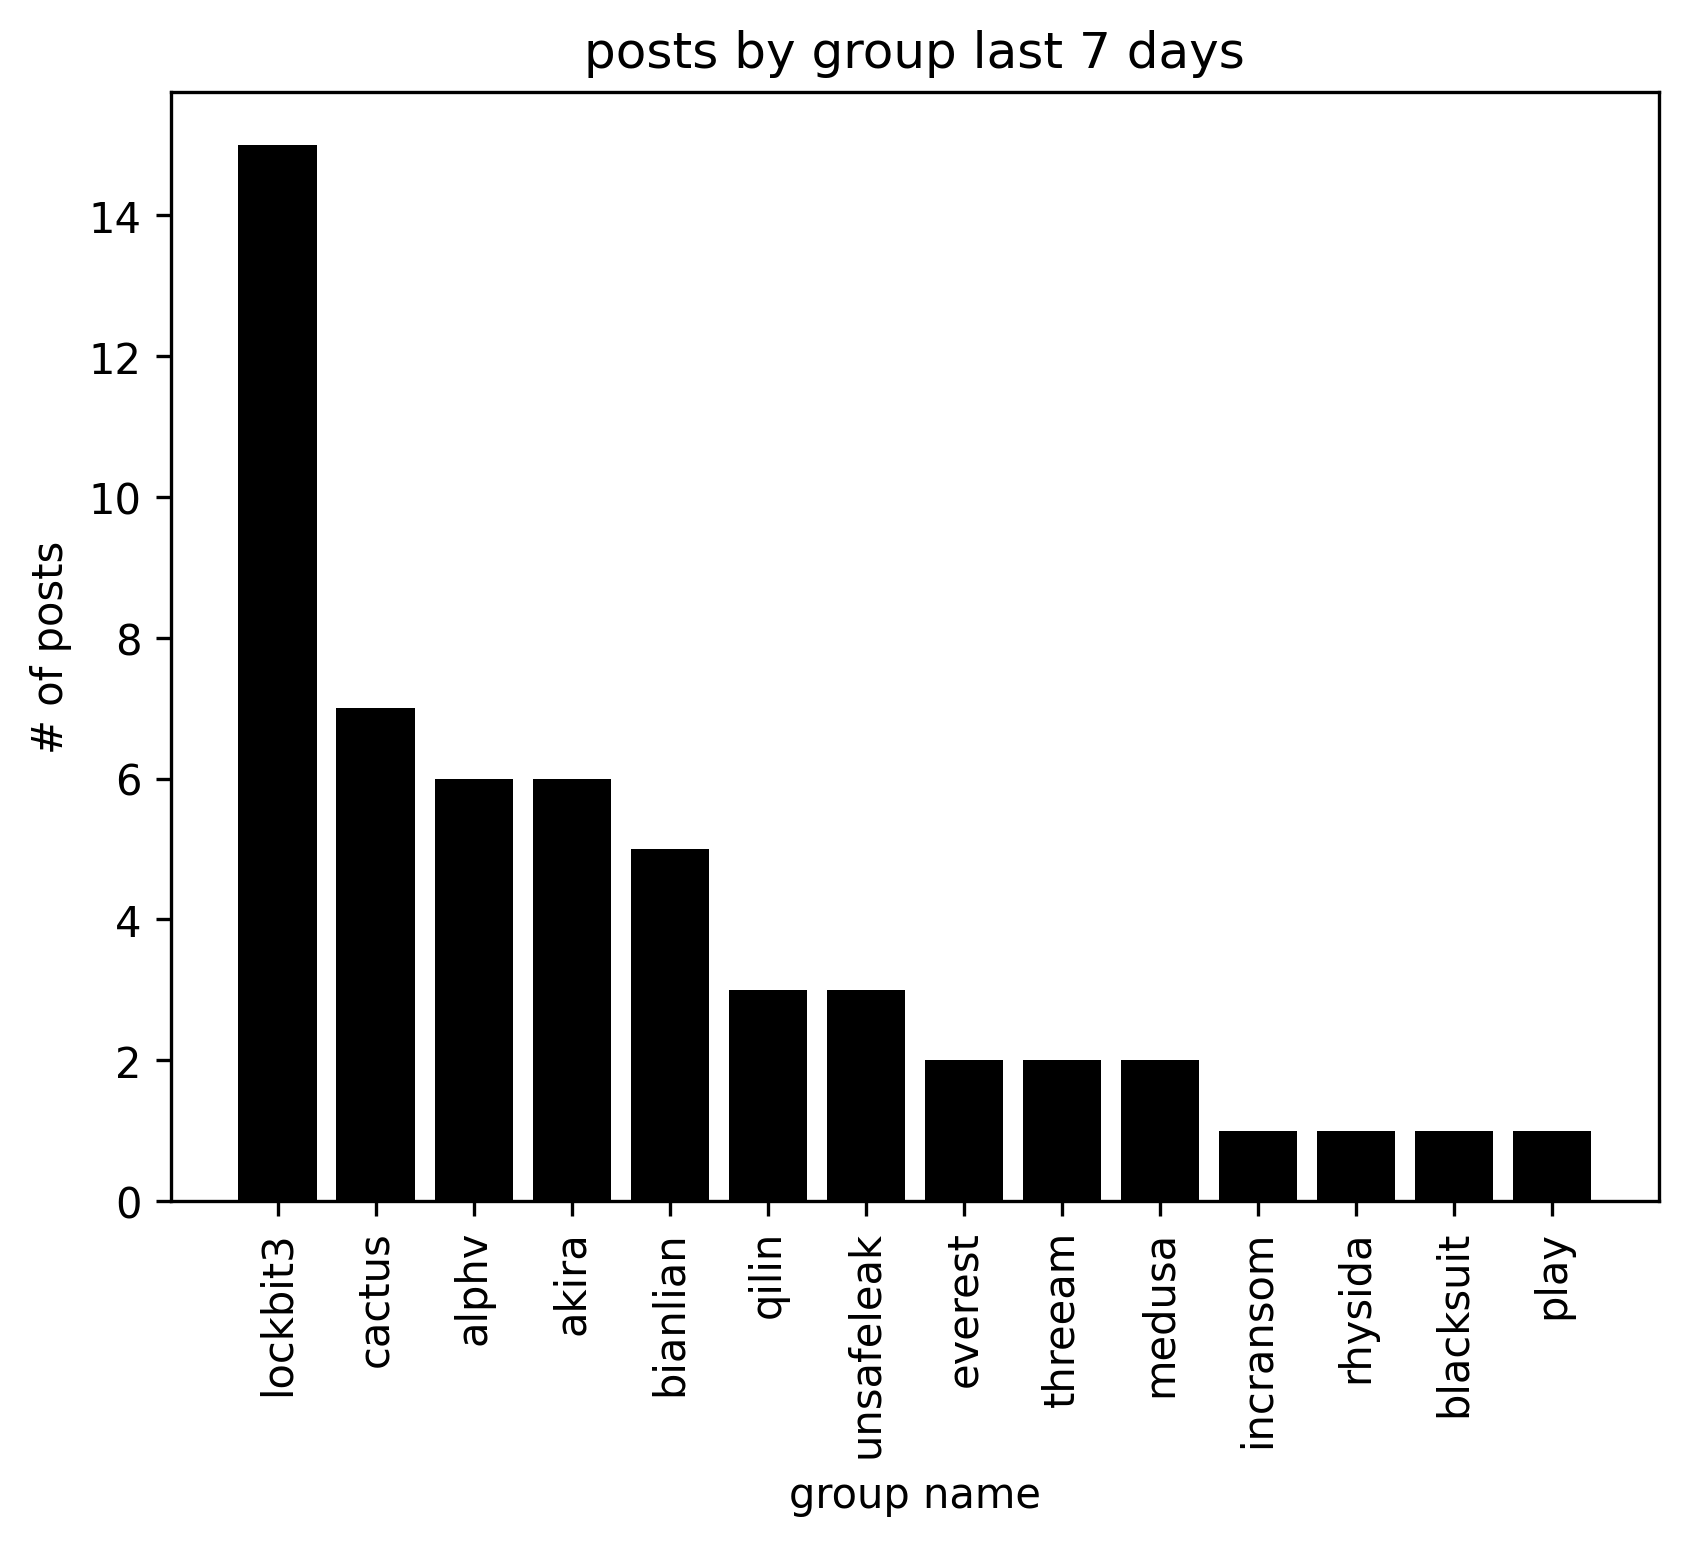 posts by group last 7 days
# of posts
14
12
10
8
6
4
2
0
lockbit3
cactus
alphv
akira
bianlian
qilin
unsafeleak
everest
threeam
medusa
incransom
rhysida
blacksuit
play
group name